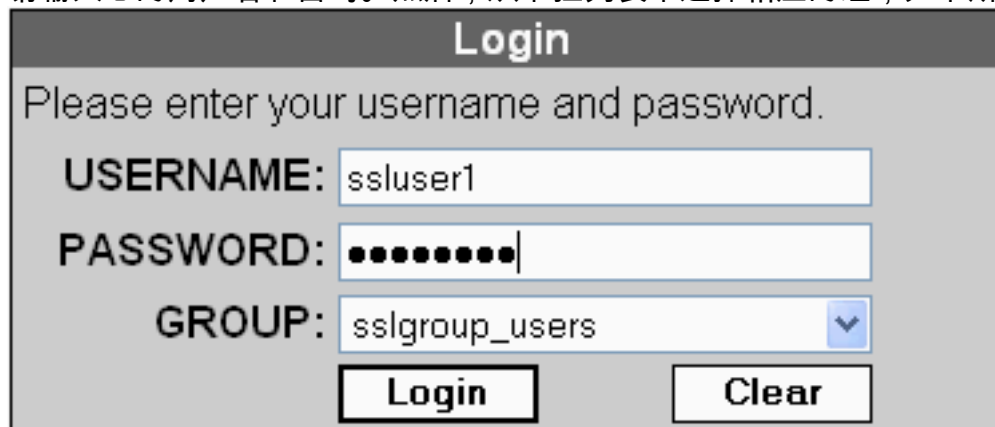 Login
Please enter your username and password.
USERNAME: ssluser1
PASSWORD: ●●●●●●●●
GROUP: sslgroup_users
Login Clear